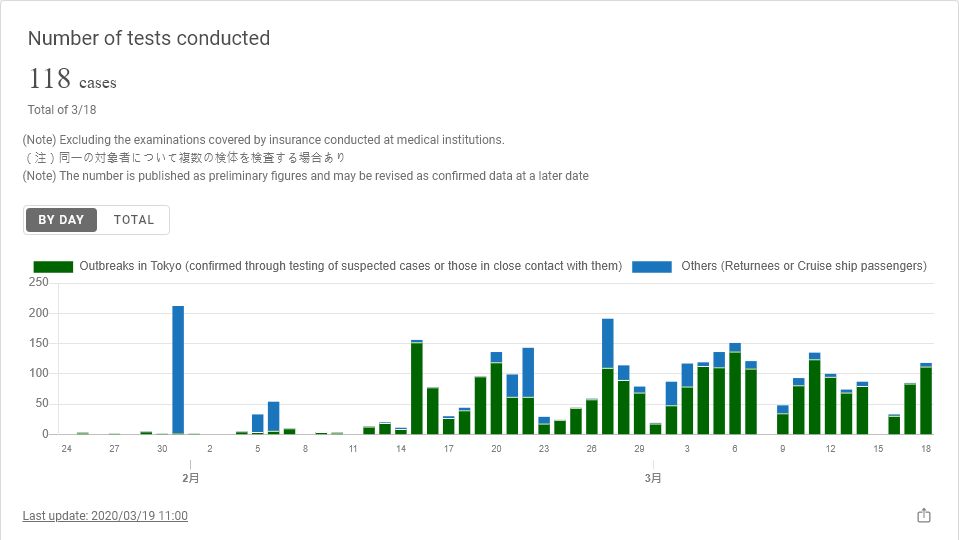 Number of tests conducted
118 cases
Total of 3/18
(Note) Excluding the examinations covered by insurance conducted at medical institutions.
（注）同一の対象者について複数の検体を検査する場合あり
(Note) The number is published as preliminary figures and may be revised as confirmed data at a later date
BY DAY TOTAL
Outbreaks in Tokyo (confirmed through testing of suspected cases or those in close contact with them) Others (Returnees or Cruise ship passengers)
250
200
150
100
50
0
24 27 30 2 5 8 11 14 17 20 23 26 29 3 6 9 12 15 18
2月 3月
Last update: 2020/03/19 11:00